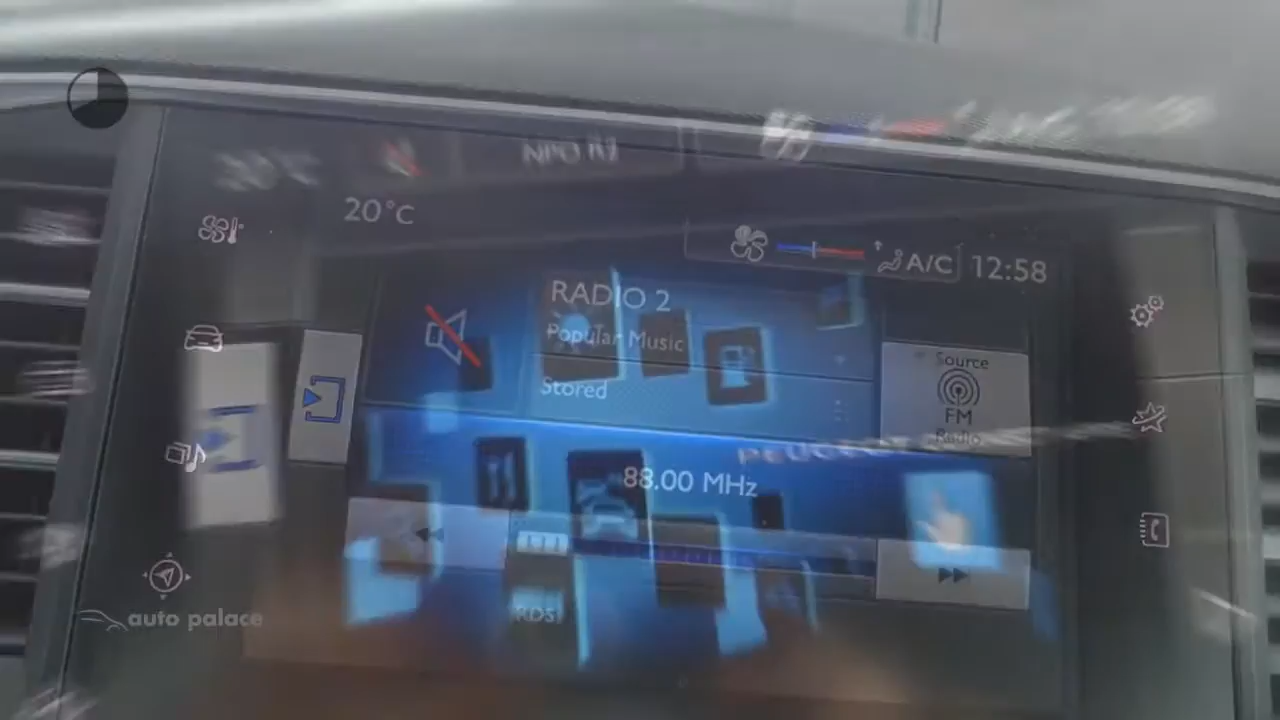 NPO R2
20°C
A/C
12:58
RADIO 2
Popular Music
Stored
Source
FM
Radio
PEUGEOT
88.00 MHz
RDS
auto palace